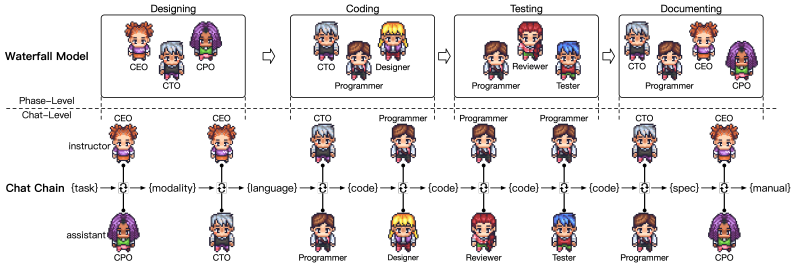 Designing Coding Testing Documenting
Waterfall Model
CEO CPO CTO
CTO Designer Programmer
Reviewer Programmer Tester
CTO CEO Programmer CPO
Phase-Level
Chat-Level
CEO CEO CTO Programmer Programmer Programmer CTO CEO
instructor
Chat Chain {task} {modality} {language} {code} {code} {code} {code} {spec} {manual}
assistant
CPO CTO Programmer Designer Reviewer Tester Programmer CPO